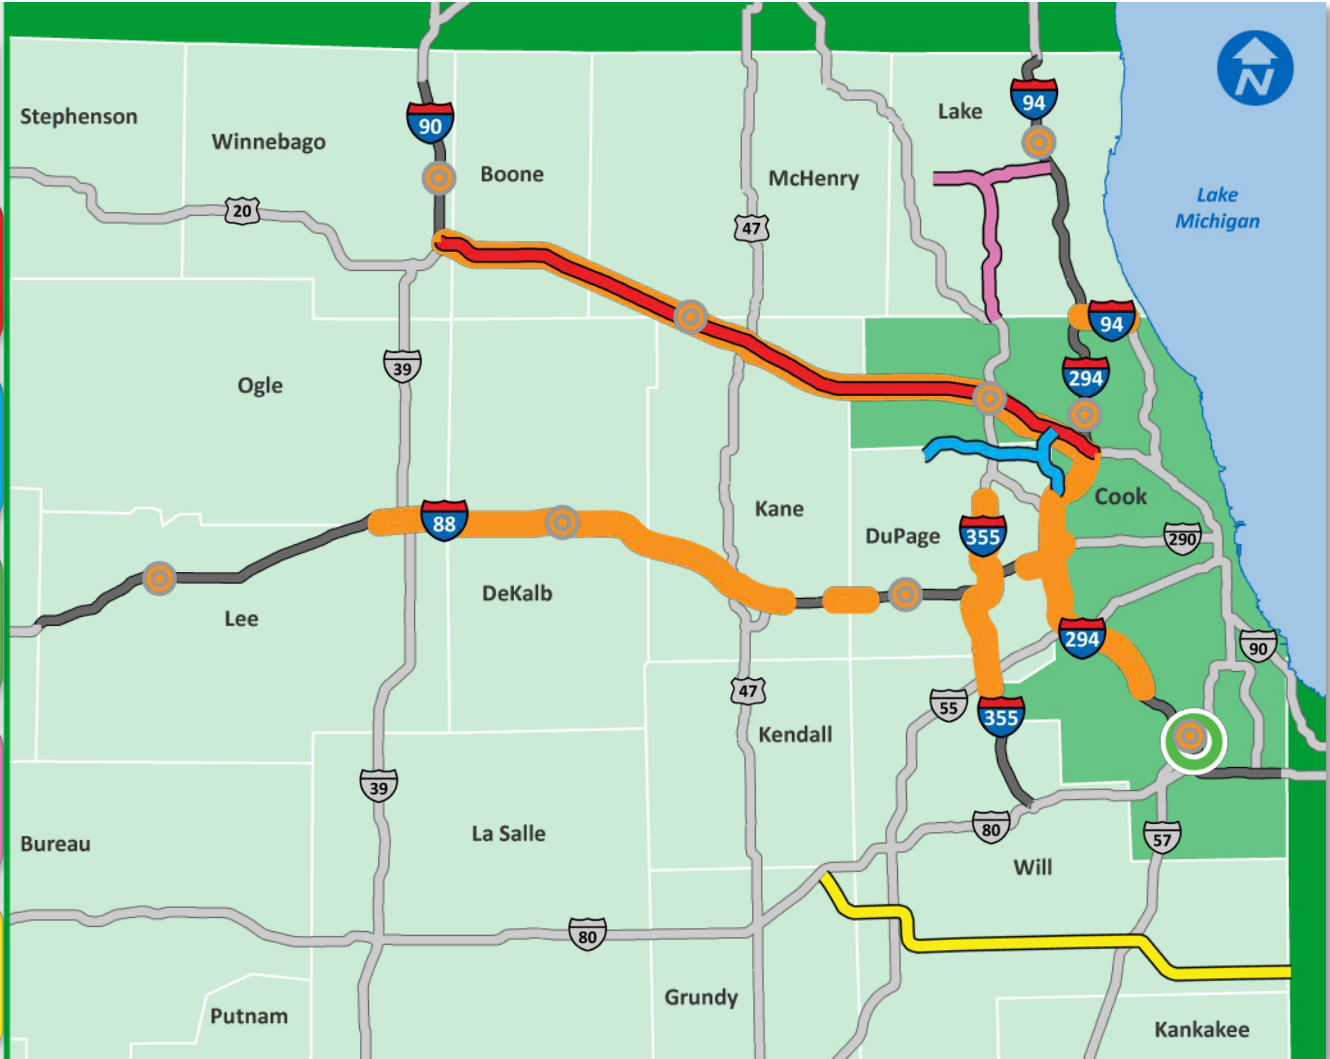 N
94
Lake
Stephenson
90
Winnebago
Boone
McHenry
Lake
Michigan
20
47
94
39
294
Ogle
Cook
Kane
88
355
DuPage
290
DeKalb
Lee
294
90
47
55
355
Kendall
39
La Salle
80
57
Bureau
Will
80
Grundy
Putnam
Kankakee